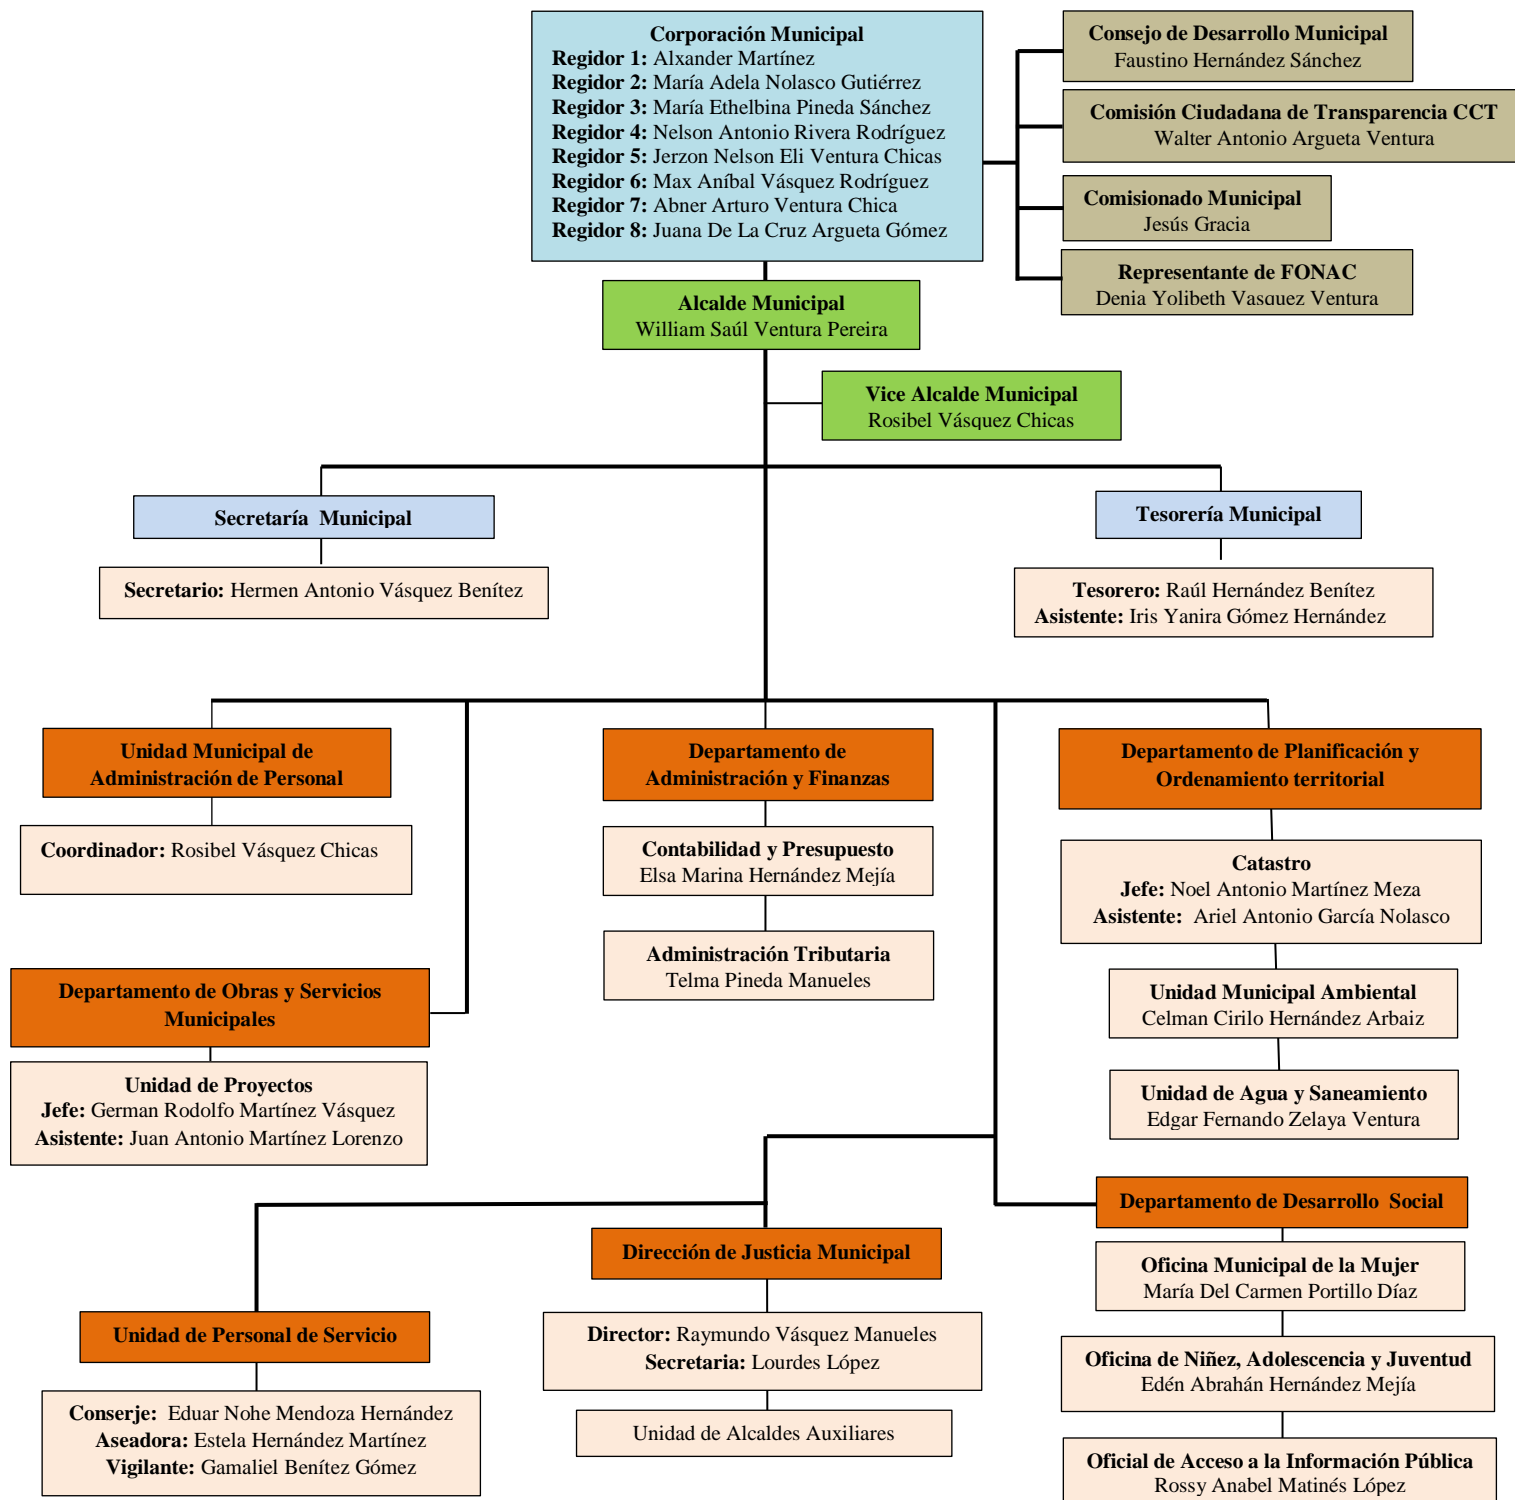 Corporación Municipal
Regidor 1: Alxander Martínez
Regidor 2: María Adela Nolasco Gutiérrez
Regidor 3: María Ethelbina Pineda Sánchez
Regidor 4: Nelson Antonio Rivera Rodríguez
Regidor 5: Jerzon Nelson Eli Ventura Chicas
Regidor 6: Max Aníbal Vásquez Rodríguez
Regidor 7: Abner Arturo Ventura Chica
Regidor 8: Juana De La Cruz Argueta Gómez
Consejo de Desarrollo Municipal
Faustino Hernández Sánchez
Comisión Ciudadana de Transparencia CCT
Walter Antonio Argueta Ventura
Comisionado Municipal
Jesús Gracia
Representante de FONAC
Denia Yolibeth Vasquez Ventura
Alcalde Municipal
William Saúl Ventura Pereira
Vice Alcalde Municipal
Rosibel Vásquez Chicas
Secretaría Municipal
Secretario: Hermen Antonio Vásquez Benítez
Tesorería Municipal
Tesorero: Raúl Hernández Benítez
Asistente: Iris Yanira Gómez Hernández
Unidad Municipal de
Administración de Personal
Coordinador: Rosibel Vásquez Chicas
Departamento de
Administración y Finanzas
Contabilidad y Presupuesto
Elsa Marina Hernández Mejía
Administración Tributaria
Telma Pineda Manueles
Departamento de Planificación y
Ordenamiento territorial
Catastro
Jefe: Noel Antonio Martínez Meza
Asistente: Ariel Antonio García Nolasco
Unidad Municipal Ambiental
Celman Cirilo Hernández Arbaiz
Unidad de Agua y Saneamiento
Edgar Fernando Zelaya Ventura
Departamento de Obras y Servicios
Municipales
Unidad de Proyectos
Jefe: German Rodolfo Martínez Vásquez
Asistente: Juan Antonio Martínez Lorenzo
Departamento de Desarrollo Social
Oficina Municipal de la Mujer
María Del Carmen Portillo Díaz
Oficina de Niñez, Adolescencia y Juventud
Edén Abrahán Hernández Mejía
Oficial de Acceso a la Información Pública
Rossy Anabel Matinés López
Dirección de Justicia Municipal
Director: Raymundo Vásquez Manueles
Secretaria: Lourdes López
Unidad de Alcaldes Auxiliares
Unidad de Personal de Servicio
Conserje: Eduar Nohe Mendoza Hernández
Aseadora: Estela Hernández Martínez
Vigilante: Gamaliel Benítez Gómez